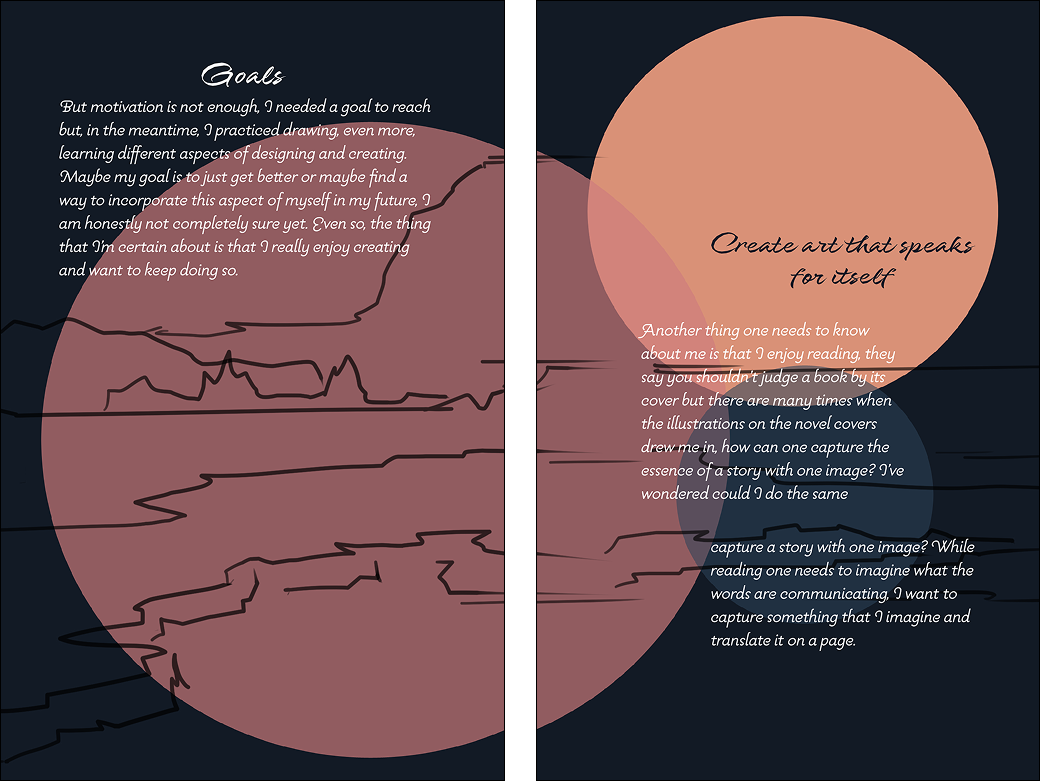 Goals
But motivation is not enough, I needed a goal to reach
but, in the meantime, I practiced drawing, even more,
learning different aspects of designing and creating.
Maybe my goal is to just get better or maybe find a
way to incorporate this aspect of myself in my future, I
am honestly not completely sure yet. Even so, the thing
that I'm certain about is that I really enjoy creating
and want to keep doing so.
Create art that speaks
for itself
Another thing one needs to know
about me is that I enjoy reading, they
say you shouldn't judge a book by its
cover but there are many times when
the illustrations on the novel covers
drew me in, how can one capture the
essence of a story with one image? I've
wondered could I do the same
capture a story with one image? While
reading one needs to imagine what the
words are communicating, I want to
capture something that I imagine and
translate it on a page.